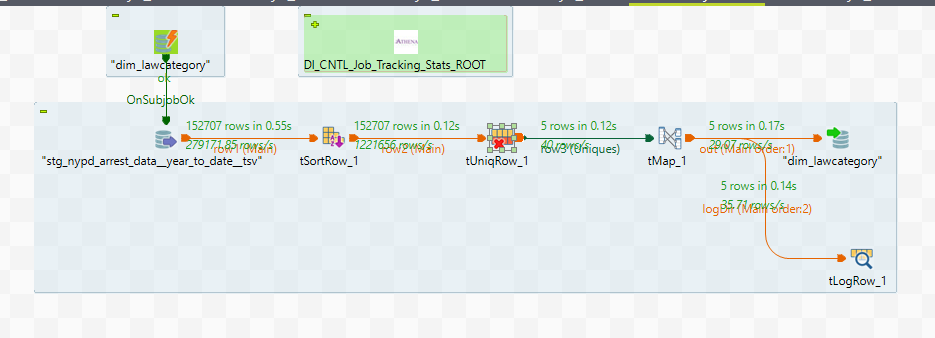 "dim_lawcategory"
ok
OnSubjobOk
ATHENA
DI_CNTL_Job_Tracking_Stats_ROOT
152707 rows in 0.55s
279171.85 rows/s
row1 (Main)
"stg_nypd_arrest_data__year_to_date__tsv"
tSortRow_1
152707 rows in 0.12s
1221656 rows/s
row2 (Main)
tUniqRow_1
5 rows in 0.12s
40 rows/s
row3 (Uniques)
tMap_1
5 rows in 0.17s
29.07 rows/s
out (Main order:1)
"dim_lawcategory"
5 rows in 0.14s
35.71 rows/s
logDir (Main order:2)
tLogRow_1